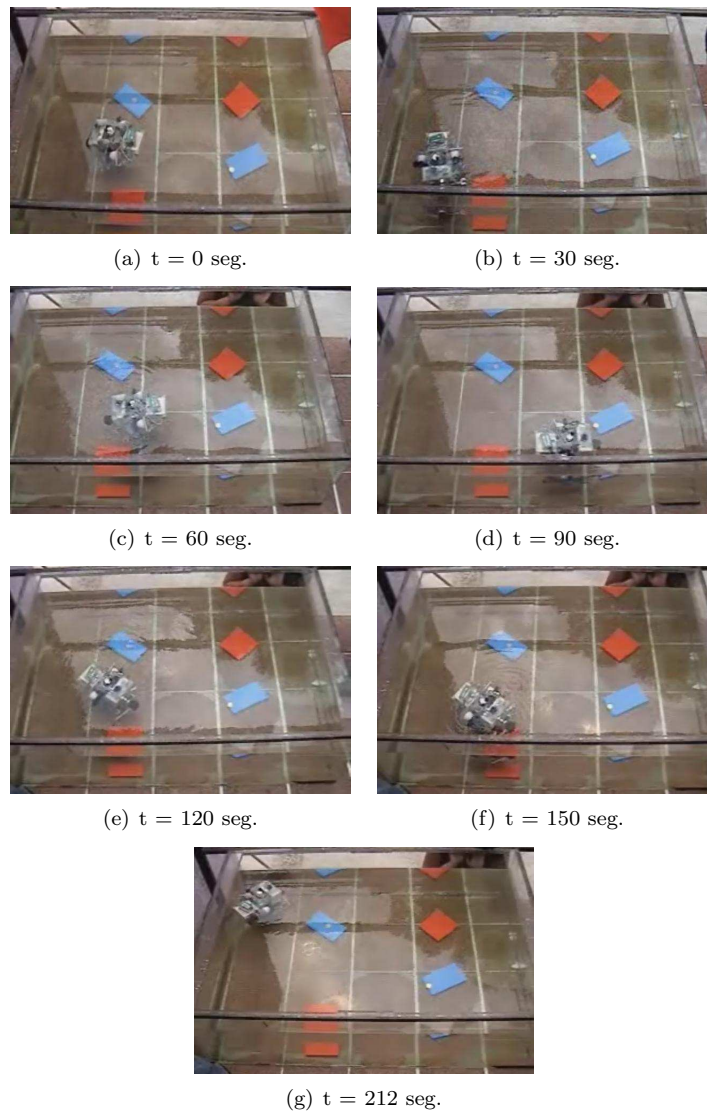 (a) t = 0 seg.
(b) t = 30 seg.
(c) t = 60 seg.
(d) t = 90 seg.
(e) t = 120 seg.
(f) t = 150 seg.
(g) t = 212 seg.